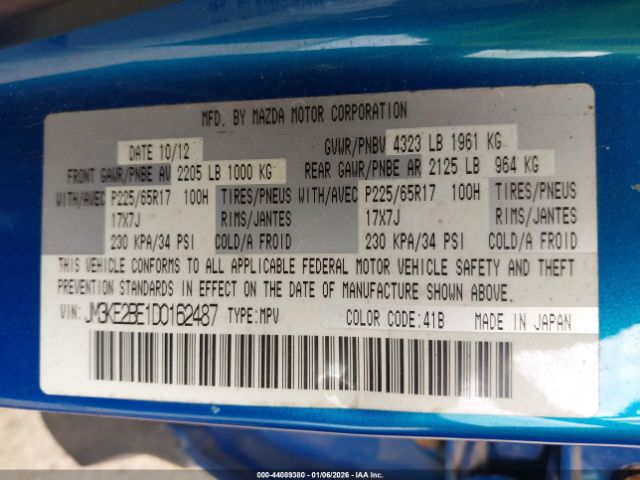 MFD. BY MAZDA MOTOR CORPORATION
DATE 10/12 GVWR/PNBV 4323 LB 1961 KG
FRONT GAWR/PNBE AV 2205 LB 1000 KG REAR GAWR/PNBE AR 2125 LB 964 KG
WITH/AVEC P225/65R17 100H TIRES/PNEUS WITH/AVEC P225/65R17 100H TIRES/PNEUS
17X7J RIMS/JANTES 17X7J RIMS/JANTES
230 KPA/34 PSI COLD/A FROID 230 KPA/34 PSI COLD/A FROID
THIS VEHICLE CONFORMS TO ALL APPLICABLE FEDERAL MOTOR VEHICLE SAFETY AND THEFT
PREVENTION STANDARDS IN EFFECT ON THE DATE OF MANUFACTURE SHOWN ABOVE.
VIN: JM3KE2BE1D0162487 TYPE:MPV COLOR CODE:41B MADE IN JAPAN
000-44089380 - 01/06/2026 - IAA Inc.